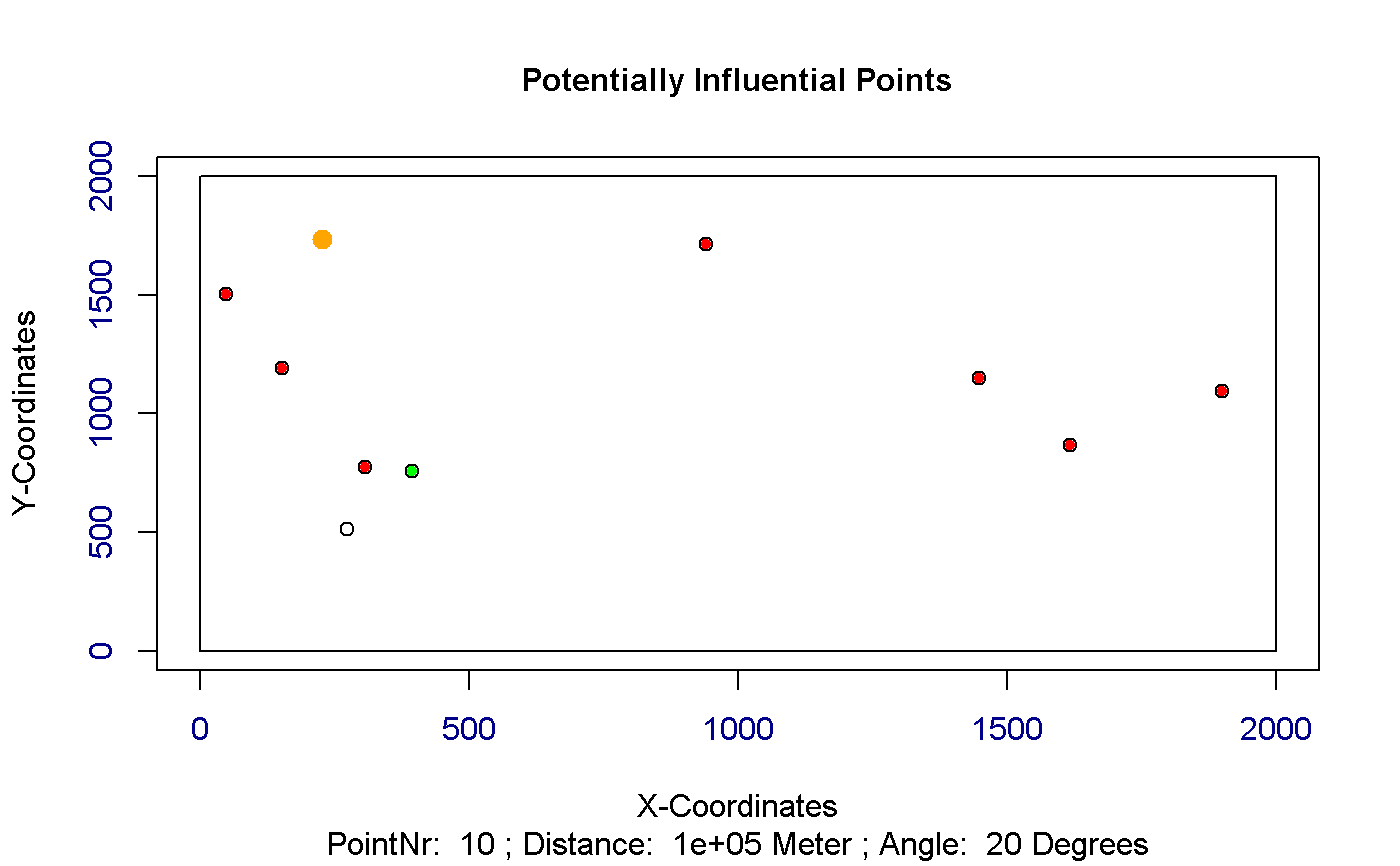 Potentially Influential Points
2000
1500
1000
500
0
Y-Coordinates
0 500 1000 1500 2000
X-Coordinates
PointNr: 10 ; Distance: 1e+05 Meter ; Angle: 20 Degrees